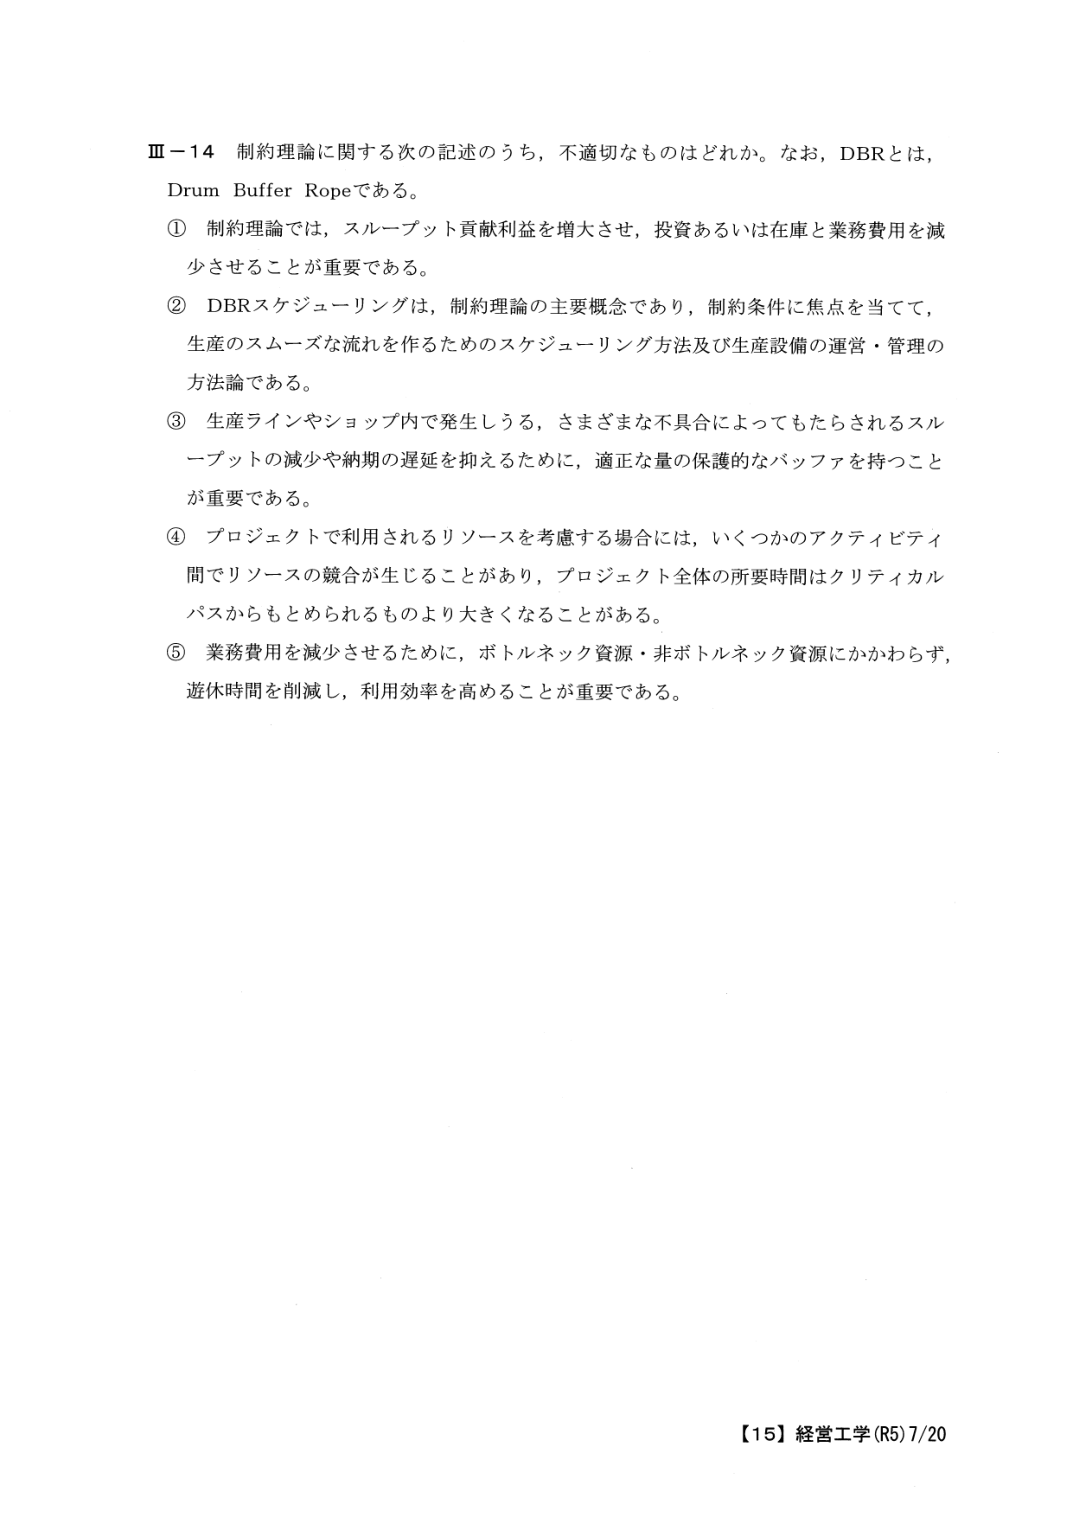 Ⅲ－14　制約理論に関する次の記述のうち，不適切なものはどれか。なお，DBRとは，
Drum Buffer Ropeである。
①　制約理論では，スループット貢献利益を増大させ，投資あるいは在庫と業務費用を減
少させることが重要である。
②　DBRスケジューリングは，制約理論の主要概念であり，制約条件に焦点を当てて，
生産のスムーズな流れを作るためのスケジューリング方法及び生産設備の運営・管理の
方法論である。
③　生産ラインやショップ内で発生しうる，さまざまな不具合によってもたらされるスル
ープットの減少や納期の遅延を抑えるために，適正な量の保護的なバッファを持つこと
が重要である。
④　プロジェクトで利用されるリソースを考慮する場合には，いくつかのアクティビティ
間でリソースの競合が生じることがあり，プロジェクト全体の所要時間はクリティカル
パスからもとめられるものより大きくなることがある。
⑤　業務費用を減少させるために，ボトルネック資源・非ボトルネック資源にかかわらず，
遊休時間を削減し，利用効率を高めることが重要である。
【15】経営工学(R5)7/20